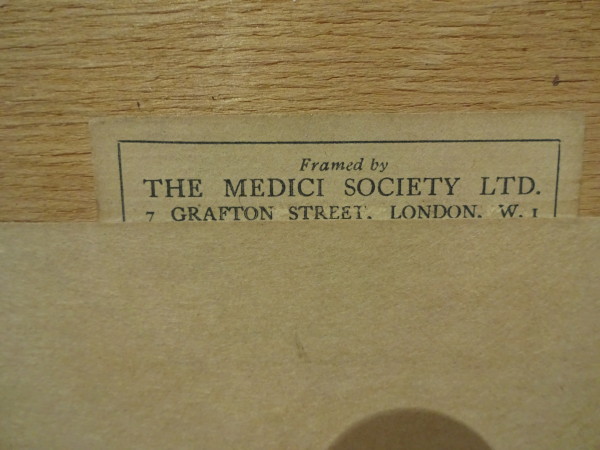 Framed by
THE MEDICI SOCIETY LTD.
7 GRAFTON STREET, LONDON, W. 1